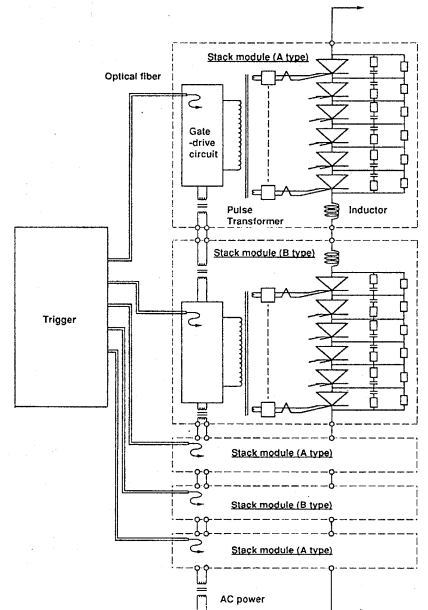 Stack module (A type)
Optical fiber
Gate
-drive
circuit
Pulse
Transformer
Inductor
Stack module (B type)
Trigger
Stack module (A type)
Stack module (B type)
Stack module (A type)
AC power